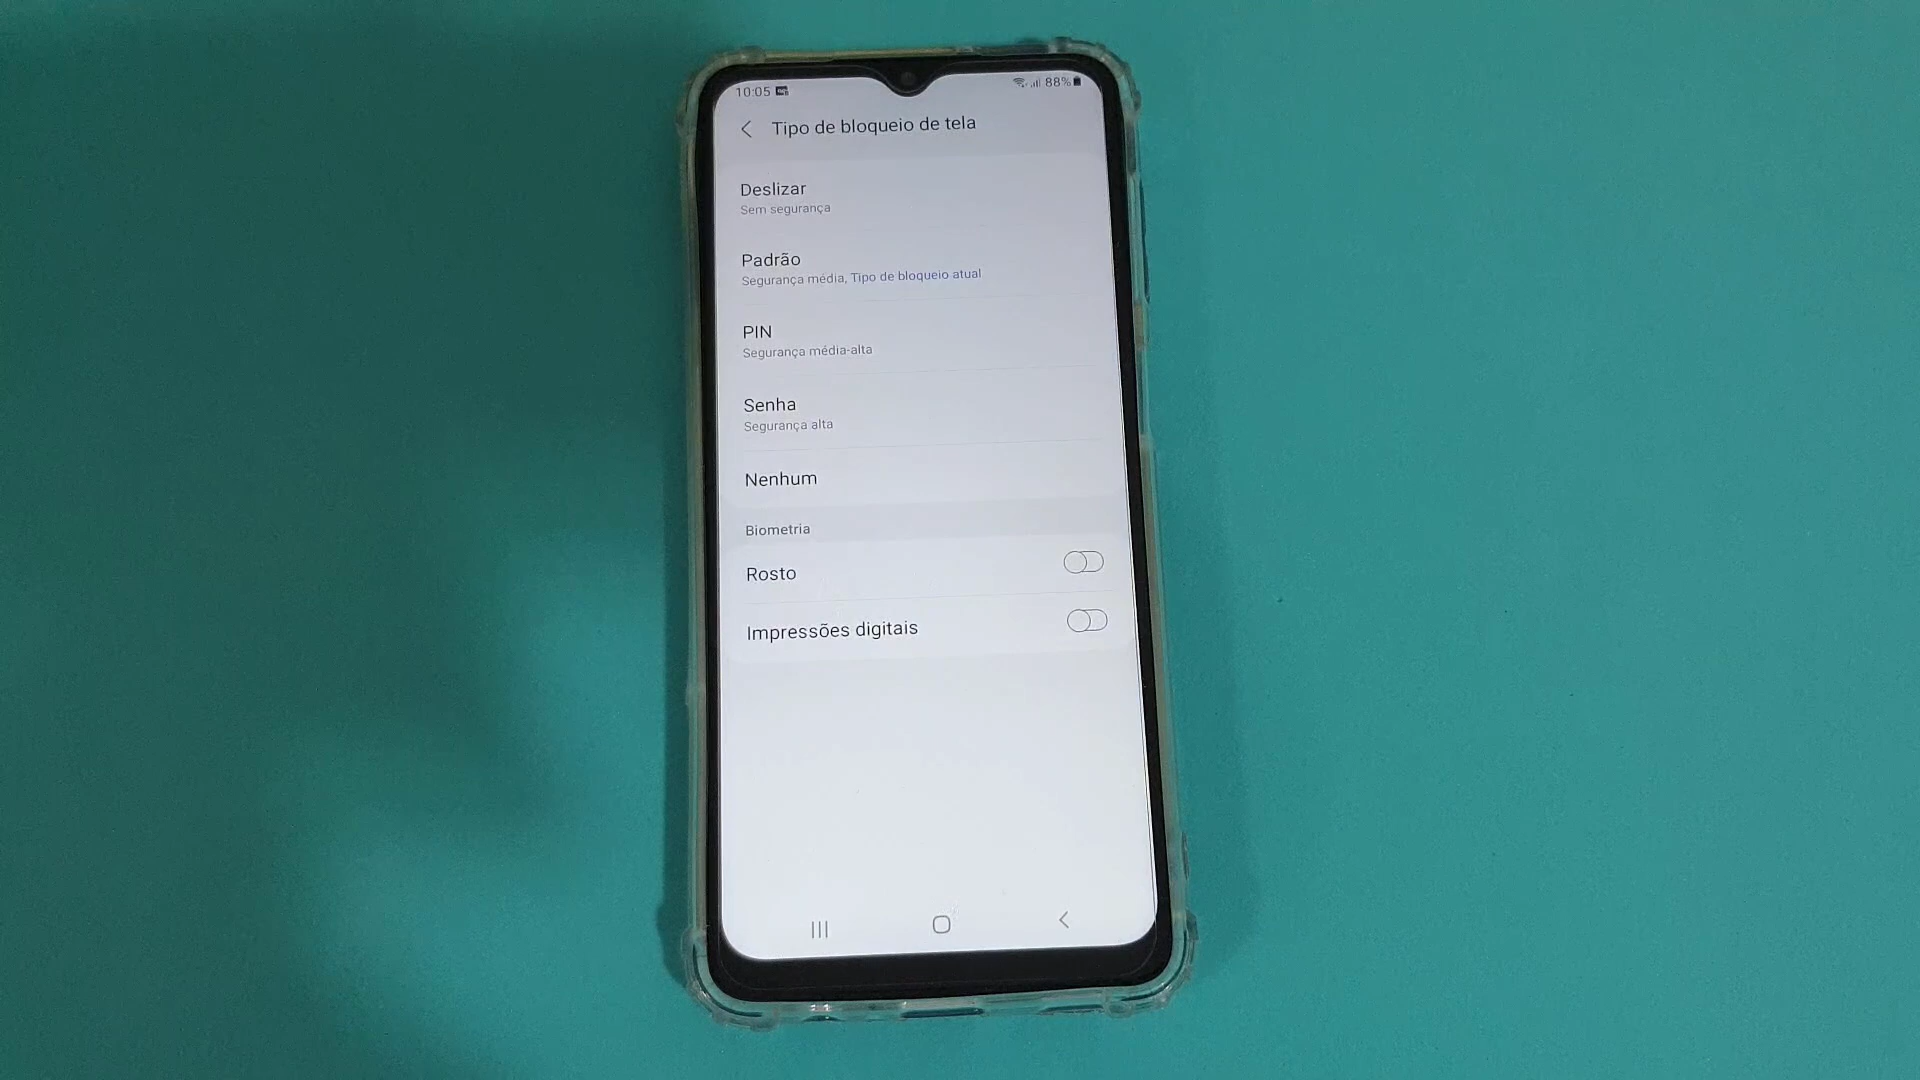 10:05
88%
Tipo de bloqueio de tela
Deslizar
Sem segurança
Padrão
Segurança média, Tipo de bloqueio atual
PIN
Segurança média-alta
Senha
Segurança alta
Nenhum
Biometria
Rosto
Impressões digitais